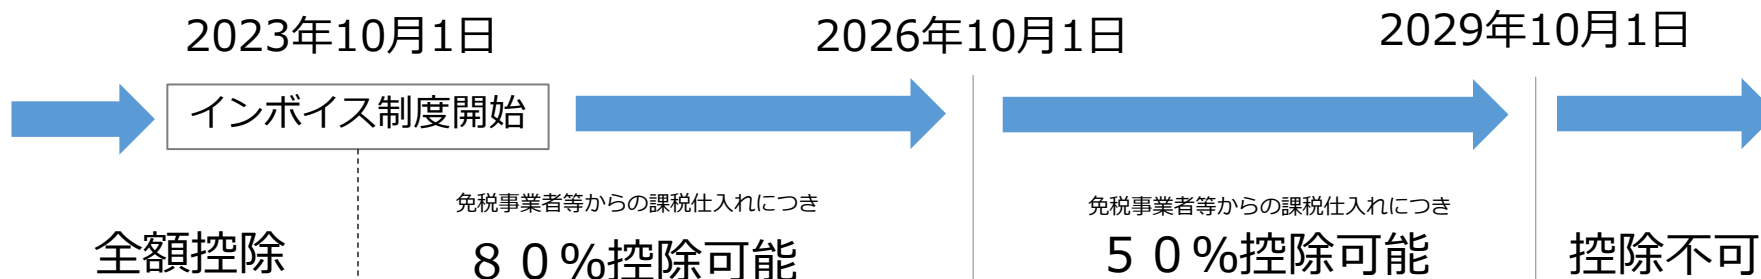 2023年10月1日
2026年10月1日
2029年10月1日
インボイス制度開始
免税事業者等からの課税仕入れにつき
免税事業者等からの課税仕入れにつき
全額控除
８０%控除可能
５０%控除可能
控除不可